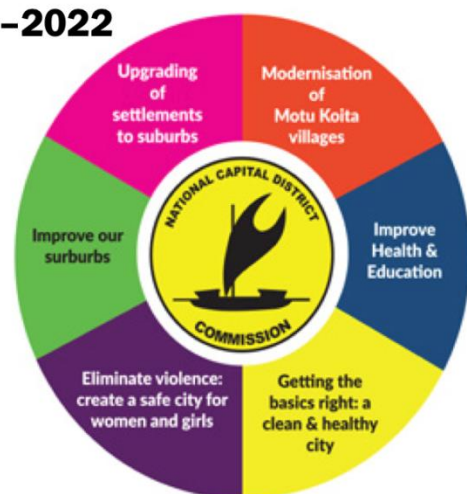 –2022
Upgrading
of
settlements
to suburbs
Modernisation
of
Motu Koita
villages
Improve our
surburbs
NATIONAL CAPITAL DISTRICT
COMMISSION
Improve
Health &
Education
Eliminate violence:
create a safe city for
women and girls
Getting the
basics right: a
clean & healthy
city